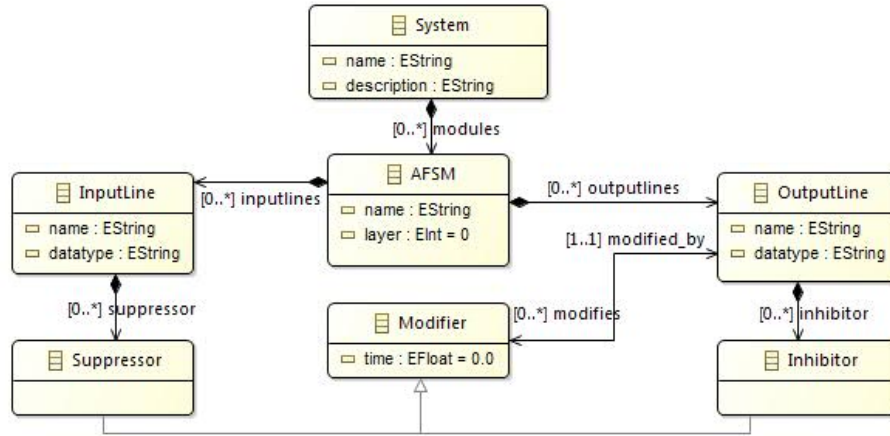 System
name : EString
description : EString
[0..*] modules
AFSM
name : EString
layer : EInt = 0
InputLine
name : EString
datatype : EString
[0..*] inputlines
[0..*] outputlines
OutputLine
name : EString
datatype : EString
[1..1] modified_by
[0..*] suppressor
[0..*] modifies
[0..*] inhibitor
Suppressor
Modifier
time : EFloat = 0.0
Inhibitor